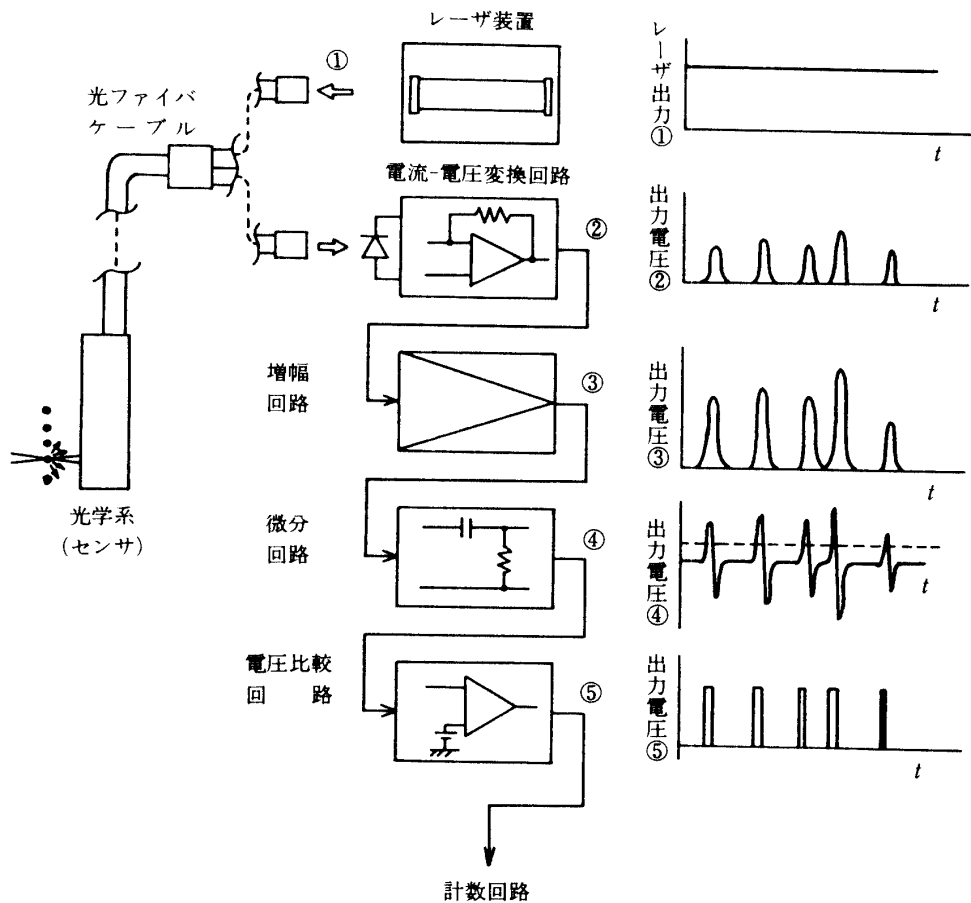 レーザ装置
①
光ファイバ
ケーブル
電流-電圧変換回路
②
増幅
回路
③
光学系
(センサ)
微分
回路
④
電圧比較
回路
⑤
計数回路
レーザ出力①
t
出力電圧②
t
出力電圧③
t
出力電圧④
t
出力電圧⑤
t